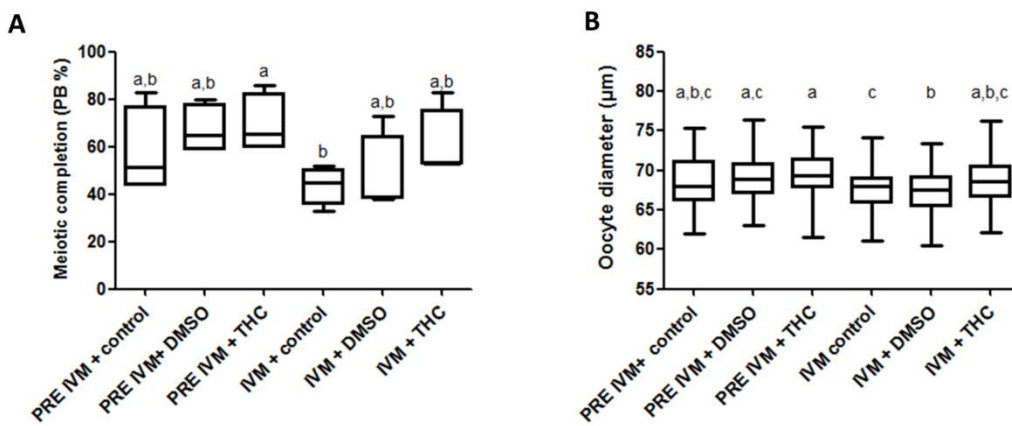 A
Meiotic completion (PB %)
100
80
60
40
20
0
a,b
a,b
a
b
a,b
a,b
PRE IVM + control
PRE IVM+ DMSO
PRE IVM + THC
IVM + control
IVM + DMSO
IVM + THC
B
Oocyte diameter (µm)
85
80
75
70
65
60
55
a,b,c
a,c
a
c
b
a,b,c
PRE IVM+ control
PRE IVM + DMSO
PRE IVM + THC
IVM control
IVM + DMSO
IVM + THC